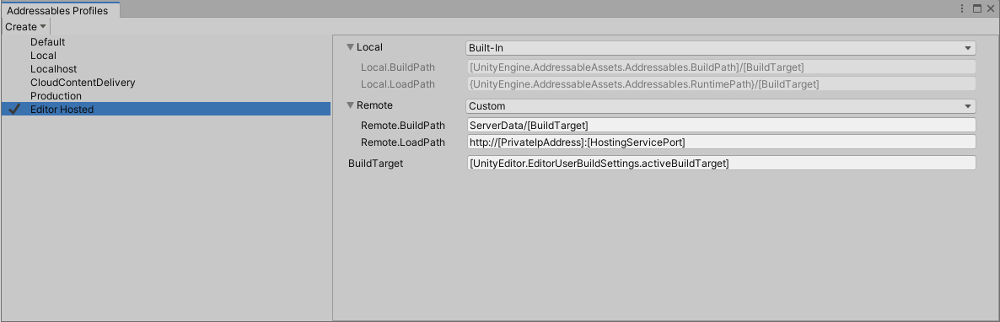 Addressables Profiles
Create
Default
Local
Localhost
CloudContentDelivery
Production
Editor Hosted
Local Built-In
Local.BuildPath [UnityEngine.AddressableAssets.Addressables.BuildPath]/[BuildTarget]
Local.LoadPath {UnityEngine.AddressableAssets.Addressables.RuntimePath}/[BuildTarget]
Remote Custom
Remote.BuildPath ServerData/[BuildTarget]
Remote.LoadPath http://[PrivateIpAddress]:[HostingServicePort]
BuildTarget [UnityEditor.EditorUserBuildSettings.activeBuildTarget]